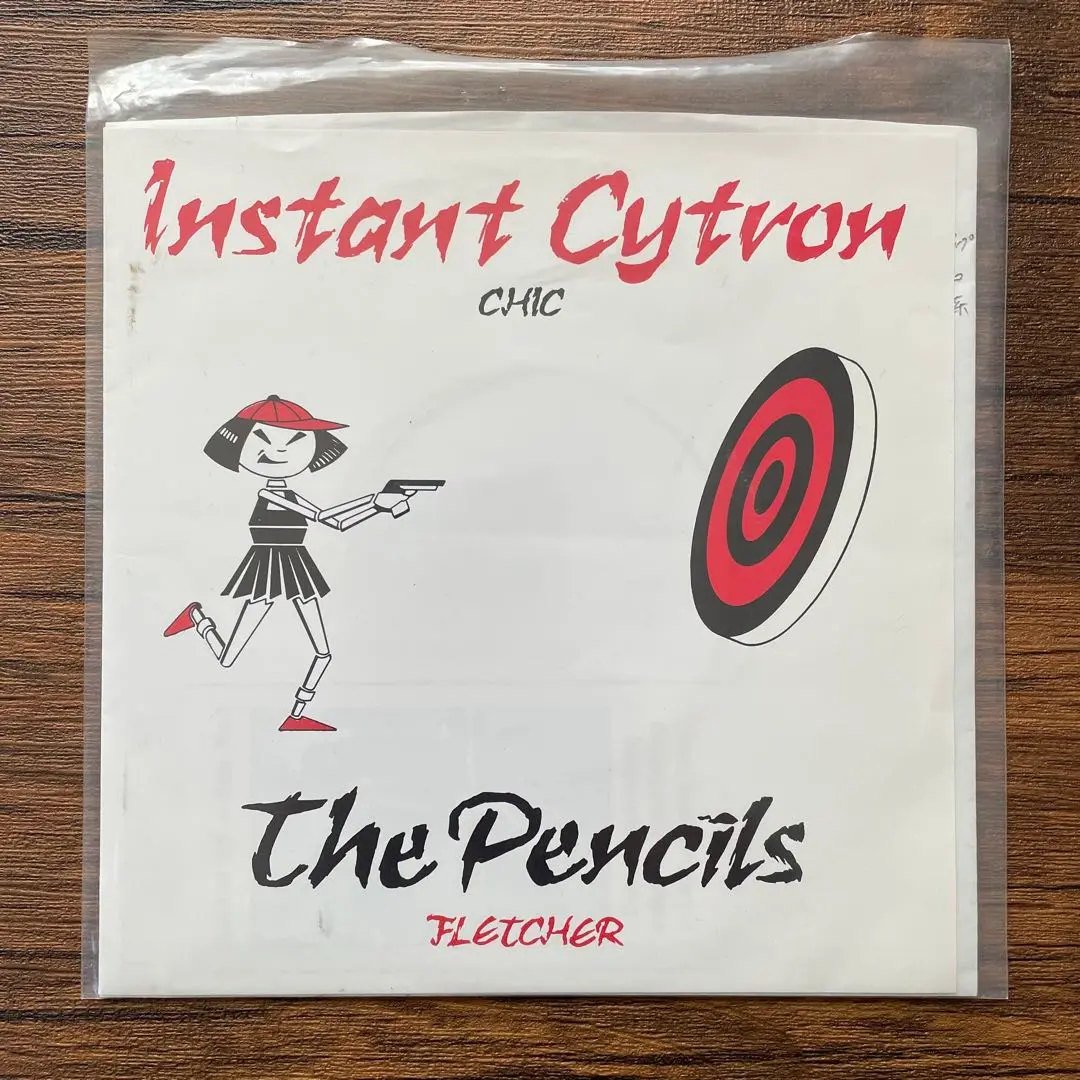 Instant Cytron
CHIC
The Pencils
FLETCHER